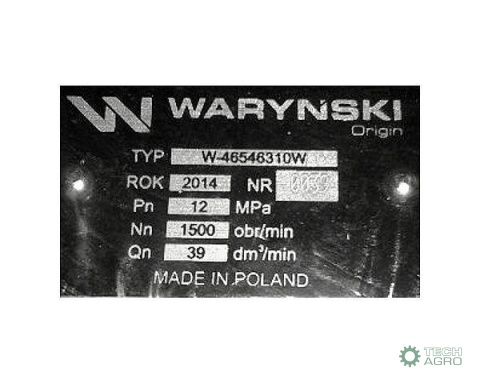 WARYŃSKI
Origin
TYP W-46546310W
ROK 2014 NR
Pn 12 MPa
Nn 1500 obr/min
Qn 39 dm³/min
MADE IN POLAND
TECH
AGRO